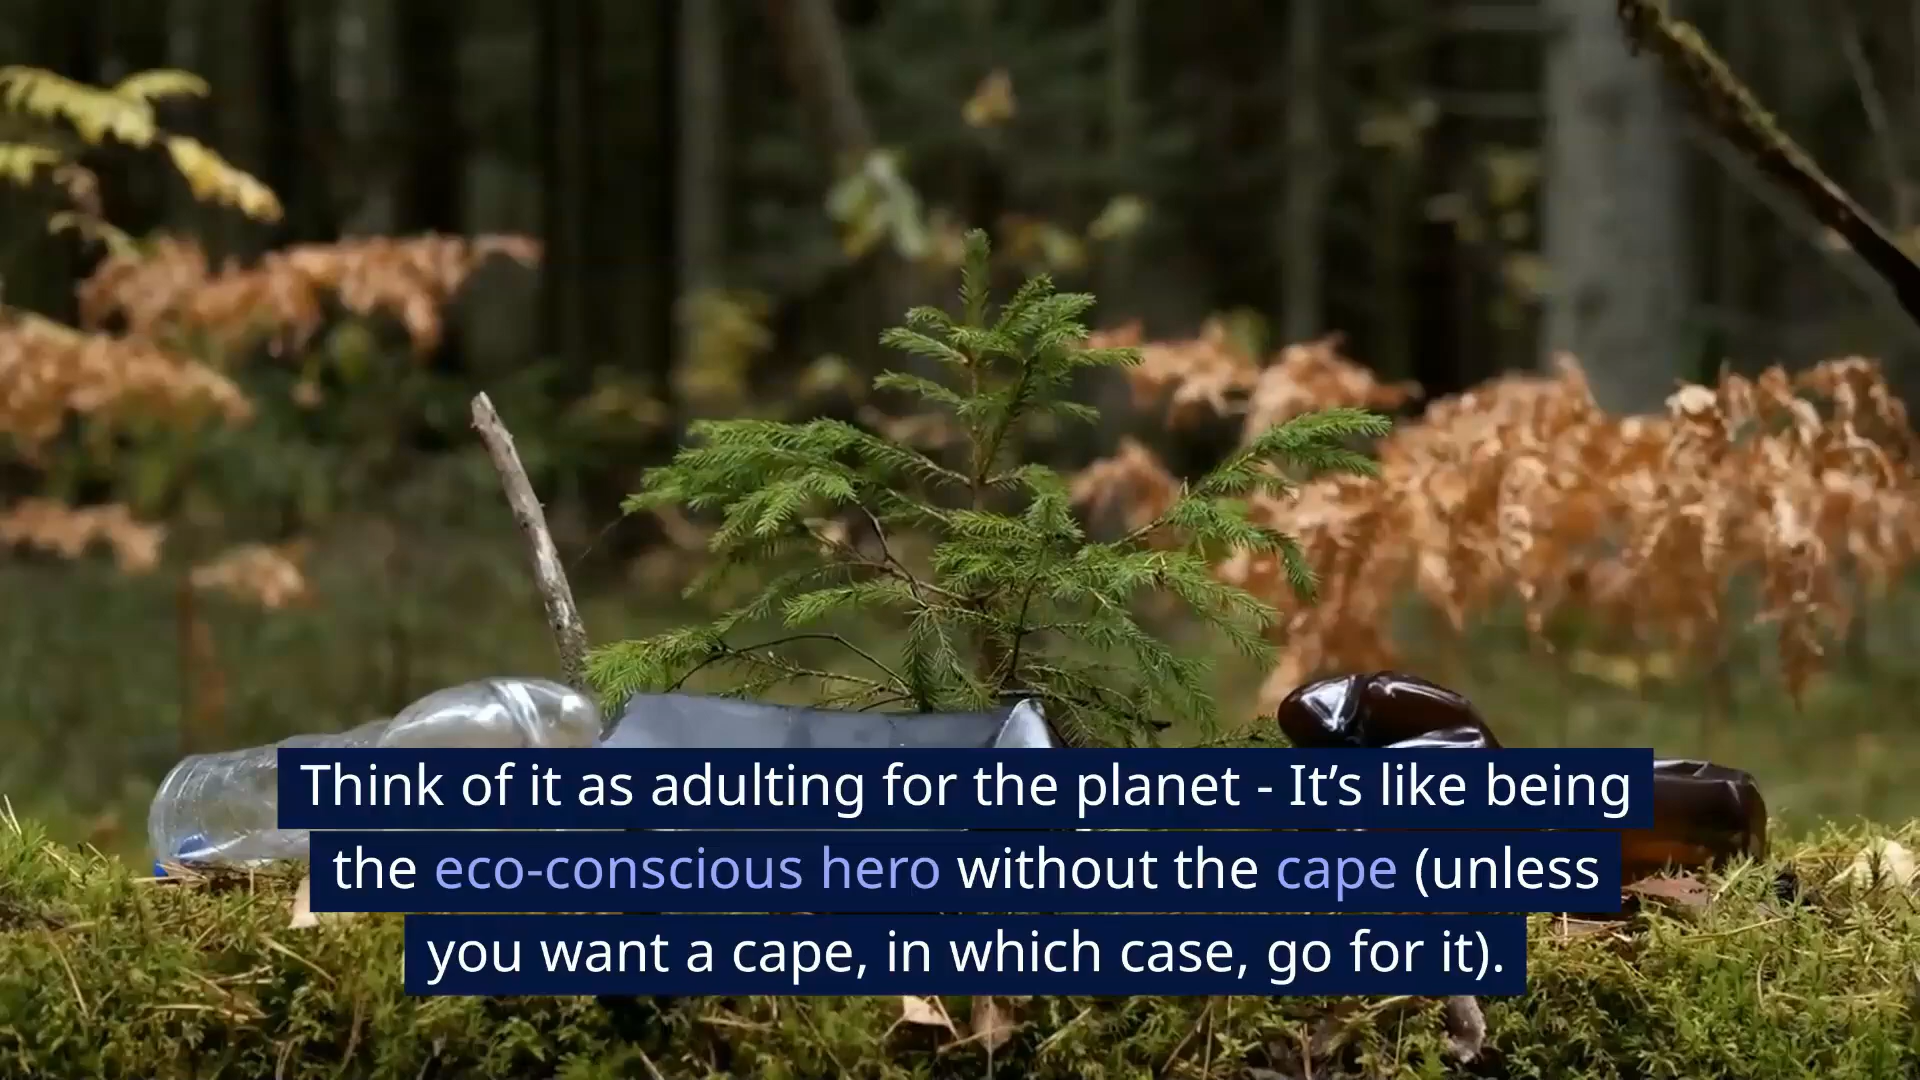 Think of it as adulting for the planet - It’s like being
the eco-conscious hero without the cape (unless
you want a cape, in which case, go for it).